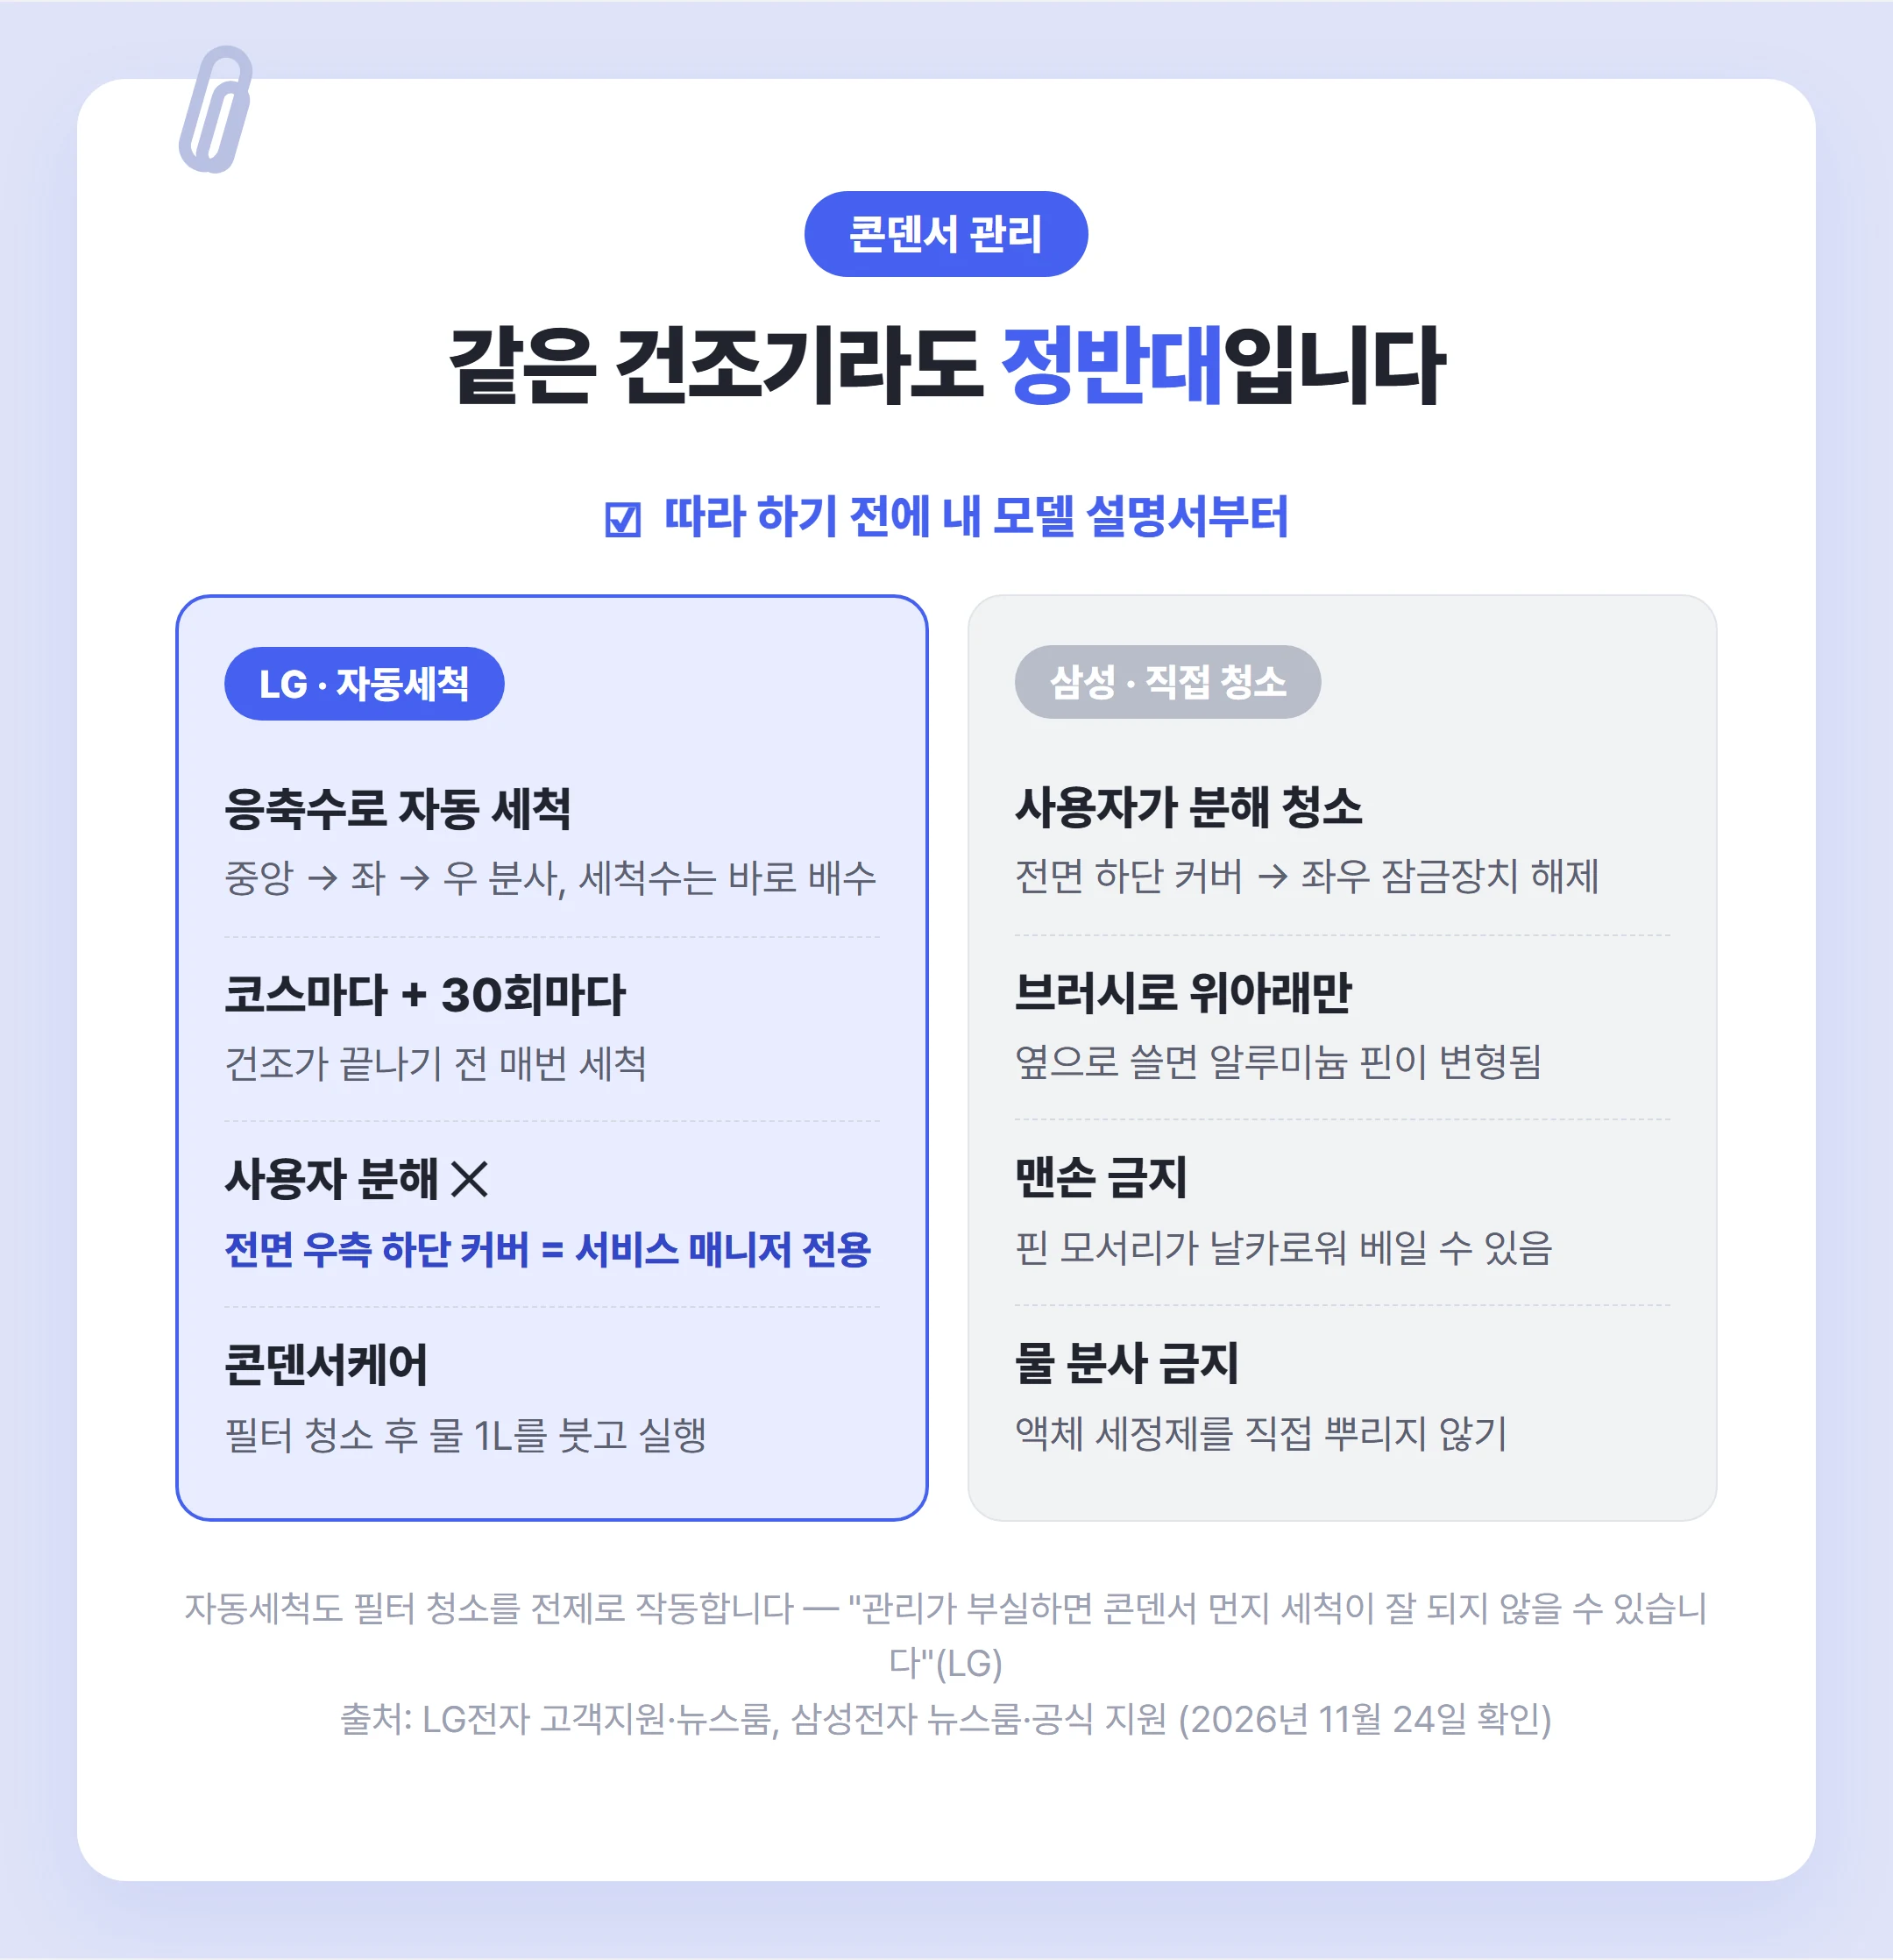 콘덴서 관리
같은 건조기라도 정반대입니다
☑ 따라 하기 전에 내 모델 설명서부터
LG · 자동세척
응축수로 자동 세척
중앙 → 좌 → 우 분사, 세척수는 바로 배수
코스마다 + 30회마다
건조가 끝나기 전 매번 세척
사용자 분해 ✕
전면 우측 하단 커버 = 서비스 매니저 전용
콘덴서케어
필터 청소 후 물 1L를 붓고 실행
삼성 · 직접 청소
사용자가 분해 청소
전면 하단 커버 → 좌우 잠금장치 해제
브러시로 위아래만
옆으로 쓸면 알루미늄 핀이 변형됨
맨손 금지
핀 모서리가 날카로워 베일 수 있음
물 분사 금지
액체 세정제를 직접 뿌리지 않기
자동세척도 필터 청소를 전제로 작동합니다 — "관리가 부실하면 콘덴서 먼지 세척이 잘 되지 않을 수 있습니
다"(LG)
출처: LG전자 고객지원·뉴스룸, 삼성전자 뉴스룸·공식 지원 (2026년 11월 24일 확인)